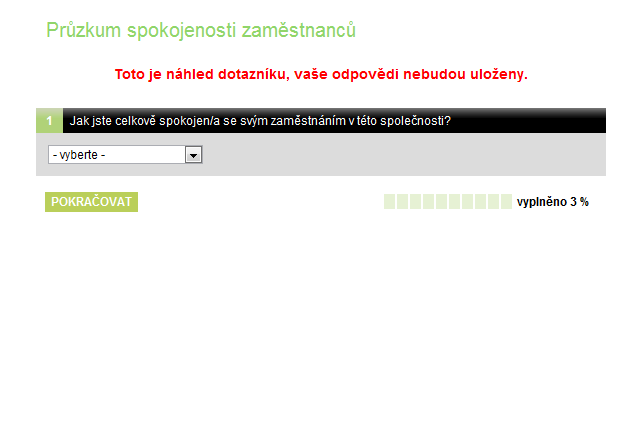 Průzkum spokojenosti zaměstnanců
Toto je náhled dotazníku, vaše odpovědi nebudou uloženy.
1 Jak jste celkově spokojen/a se svým zaměstnáním v této společnosti?
- vyberte -
POKRAČOVAT vyplněno 3 %